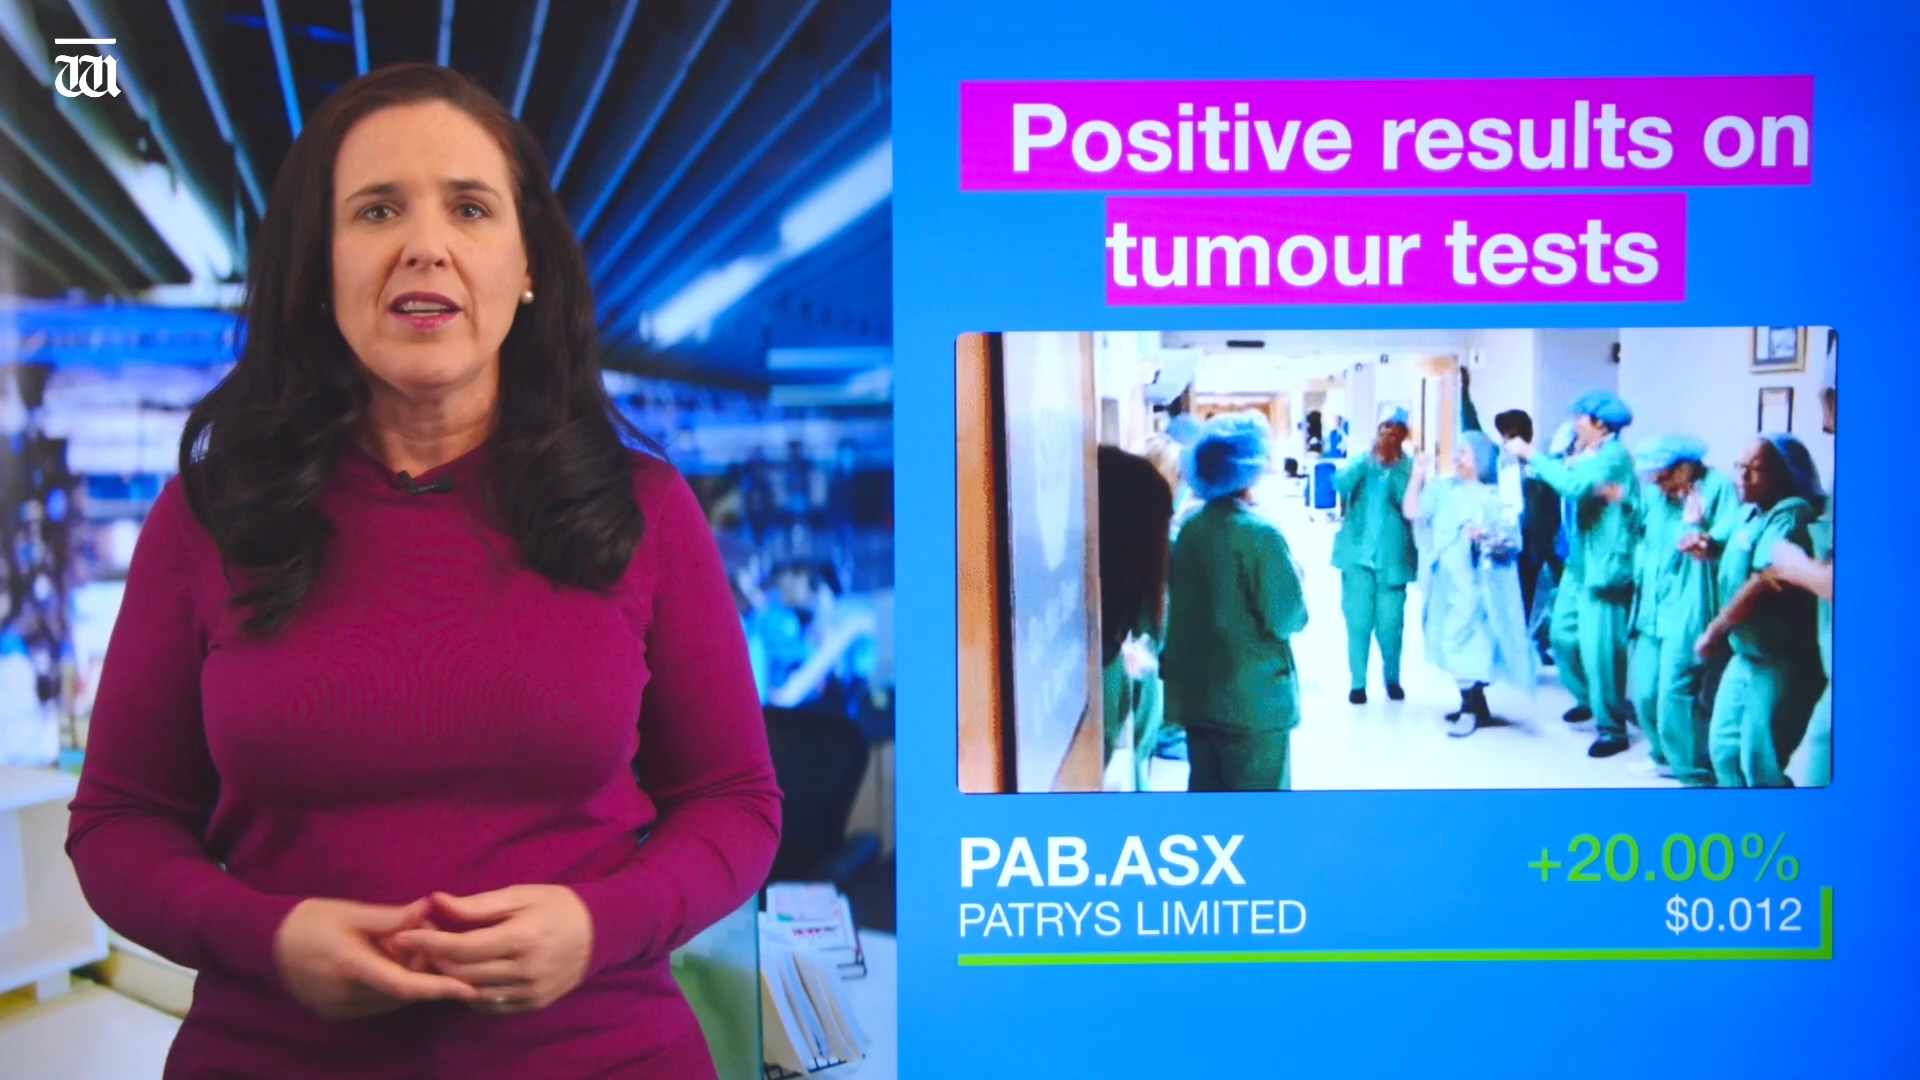 W
Positive results on
tumour tests
PAB.ASX
+20.00%
PATRYS LIMITED
$0.012